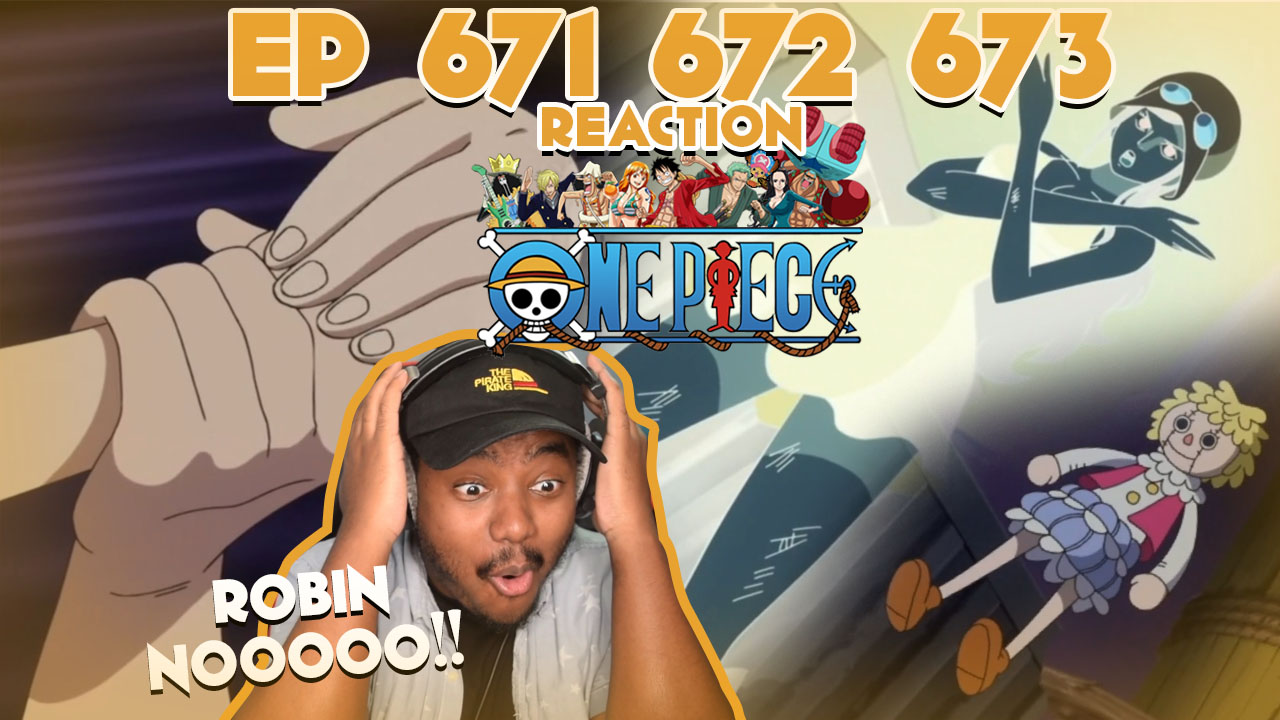 EP 671 672 673
REACTION
ONE PIECE
THE
PIRATE
KING
ROBIN
NOOOOO!!